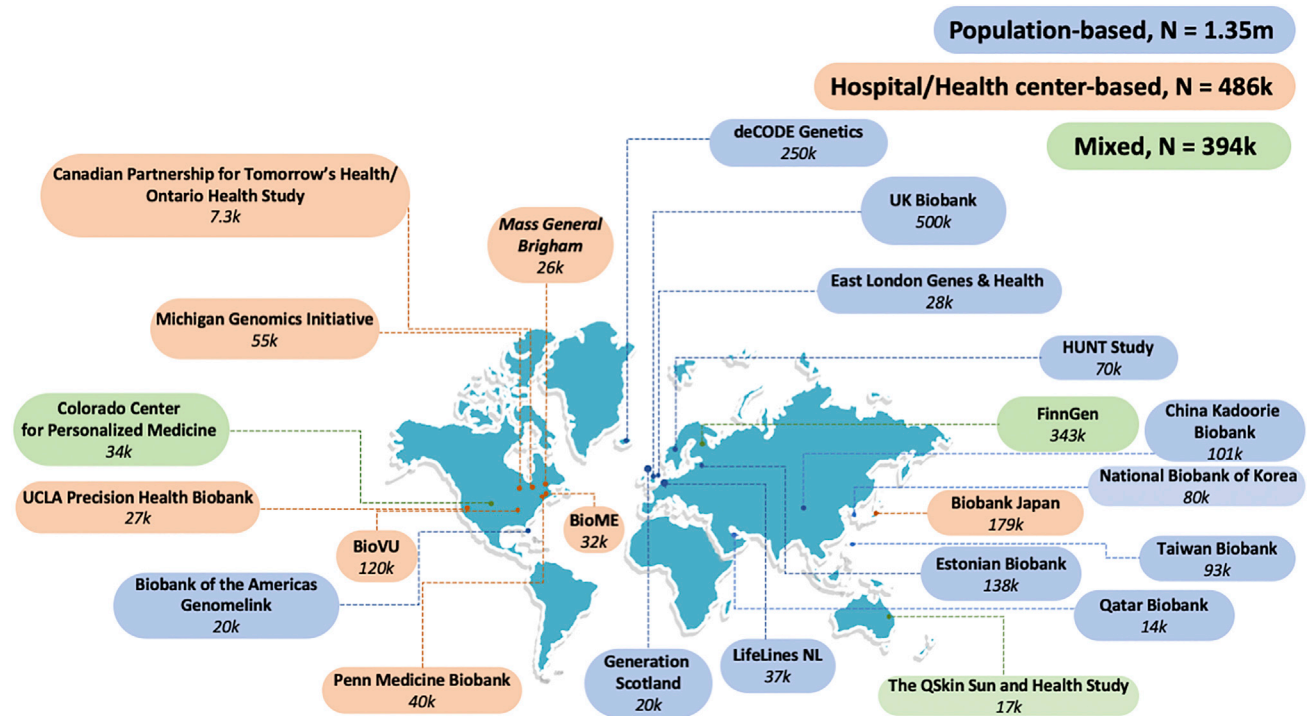 Population-based, N = 1.35m
Hospital/Health center-based, N = 486k
Mixed, N = 394k
deCODE Genetics
250k
Canadian Partnership for Tomorrow's Health/
Ontario Health Study
7.3k
UK Biobank
500k
Mass General
Brigham
26k
East London Genes & Health
28k
Michigan Genomics Initiative
55k
HUNT Study
70k
Colorado Center
for Personalized Medicine
34k
FinnGen
343k
China Kadoorie
Biobank
101k
National Biobank of Korea
80k
UCLA Precision Health Biobank
27k
BioME
32k
Biobank Japan
179k
BioVU
120k
Taiwan Biobank
93k
Estonian Biobank
138k
Biobank of the Americas
Genomelink
20k
Qatar Biobank
14k
Generation
Scotland
20k
LifeLines NL
37k
Penn Medicine Biobank
40k
The QSkin Sun and Health Study
17k